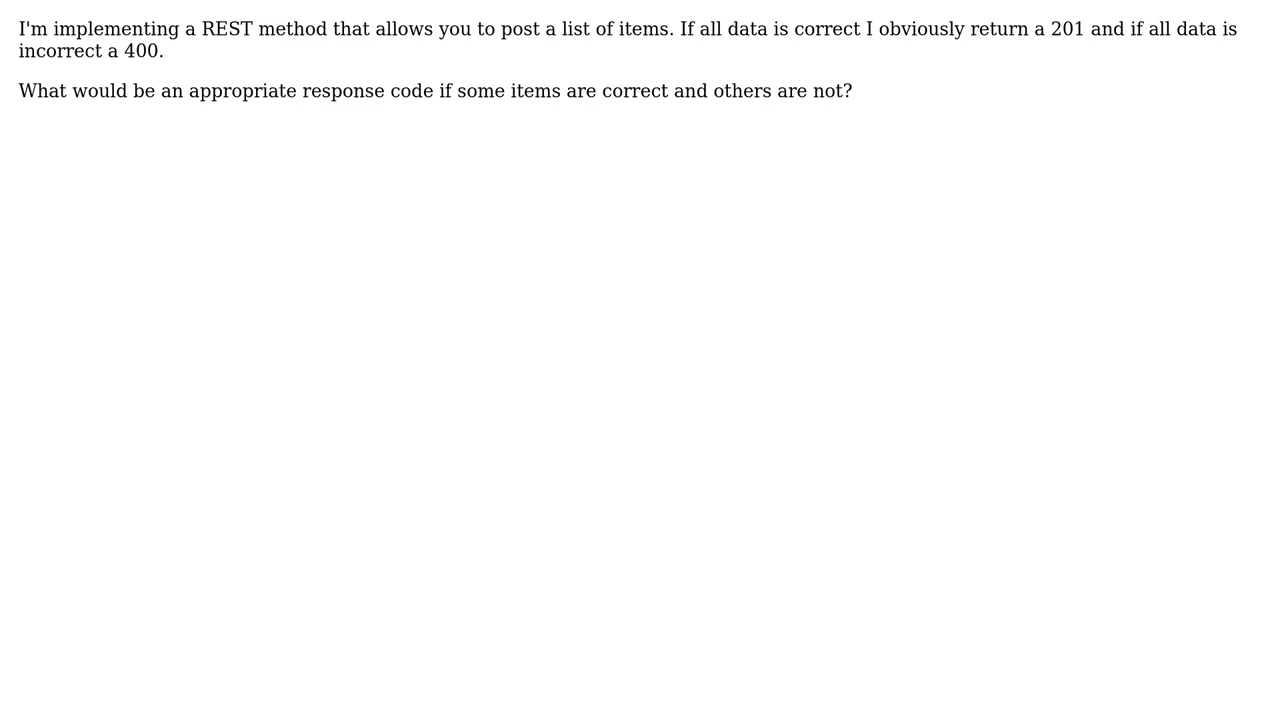 I'm implementing a REST method that allows you to post a list of items. If all data is correct I obviously return a 201 and if all data is
incorrect a 400.
What would be an appropriate response code if some items are correct and others are not?